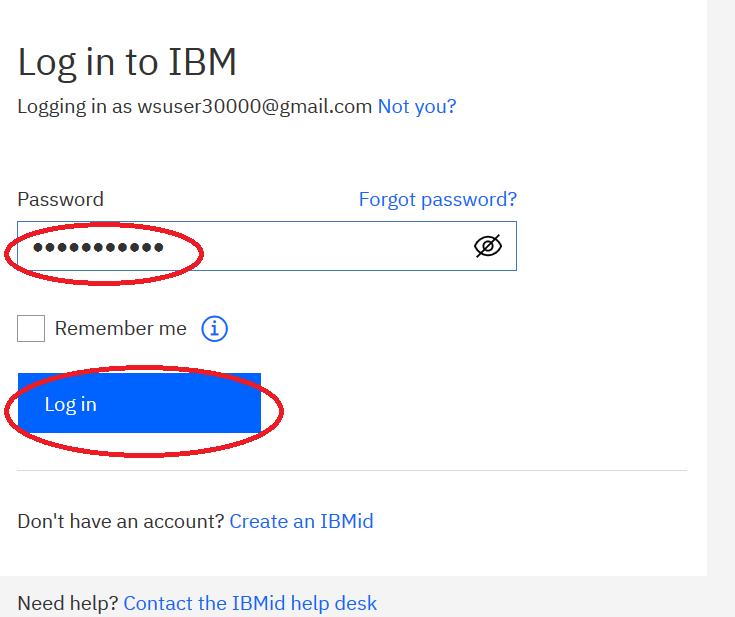 Log in to IBM
Logging in as wsuser30000@gmail.com Not you?
Password Forgot password?
•••••••••••
Remember me
Log in
Don't have an account? Create an IBMid
Need help? Contact the IBMid help desk